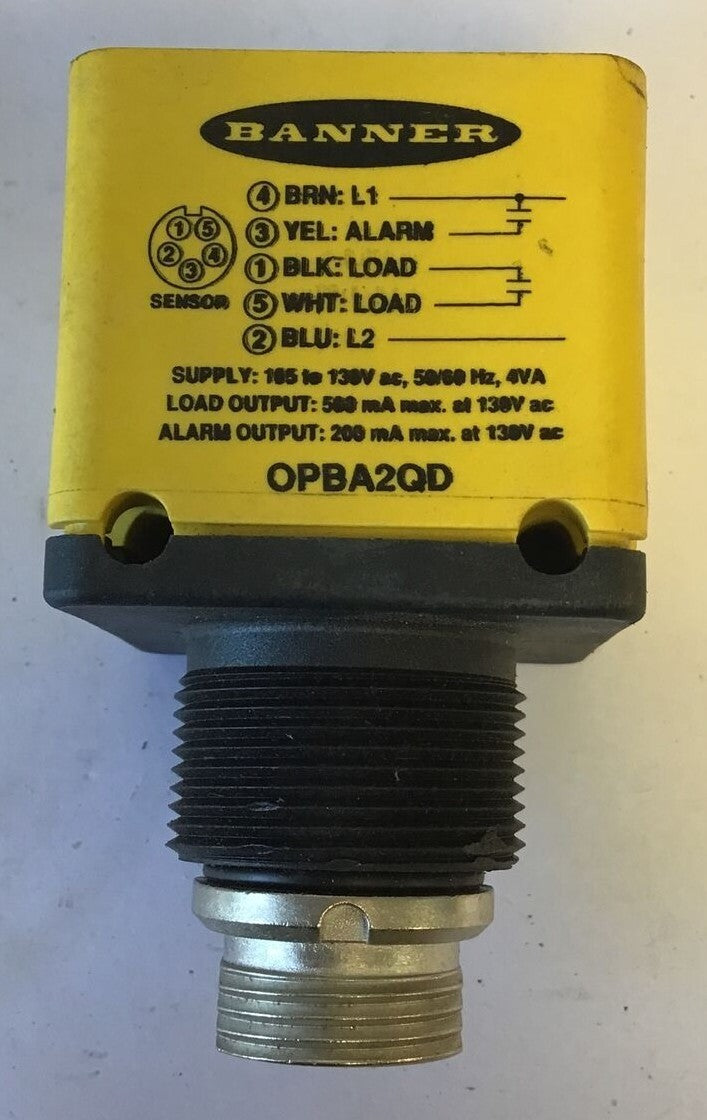 BANNER
④ BRN: L1
③ YEL: ALARM
① BLK: LOAD
⑤ WHT: LOAD
② BLU: L2
① ⑤
② ④
③
SENSOR
SUPPLY: 105 to 130V ac, 50/60 Hz, 4VA
LOAD OUTPUT: 500 mA max. at 130V ac
ALARM OUTPUT: 200 mA max. at 130V ac
OPBA2QD